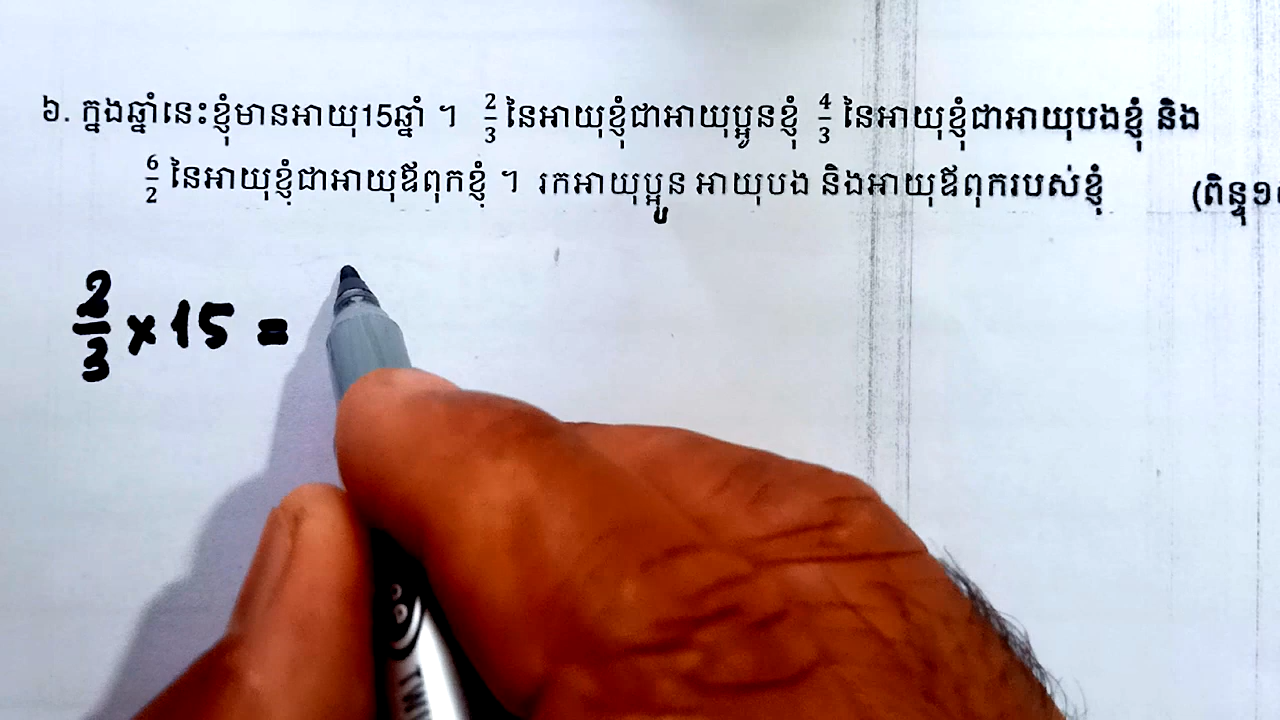 ៦. ក្នុងឆ្នាំនេះខ្ញុំមានអាយុ15ឆ្នាំ ។ 2/3 នៃអាយុខ្ញុំជាអាយុប្អូនខ្ញុំ 4/3 នៃអាយុខ្ញុំជាអាយុបងខ្ញុំ និង
6/2 នៃអាយុខ្ញុំជាអាយុឪពុកខ្ញុំ ។ រកអាយុប្អូន អាយុបង និងអាយុឪពុករបស់ខ្ញុំ (ពិន្ទុ
2/3 × 15 =